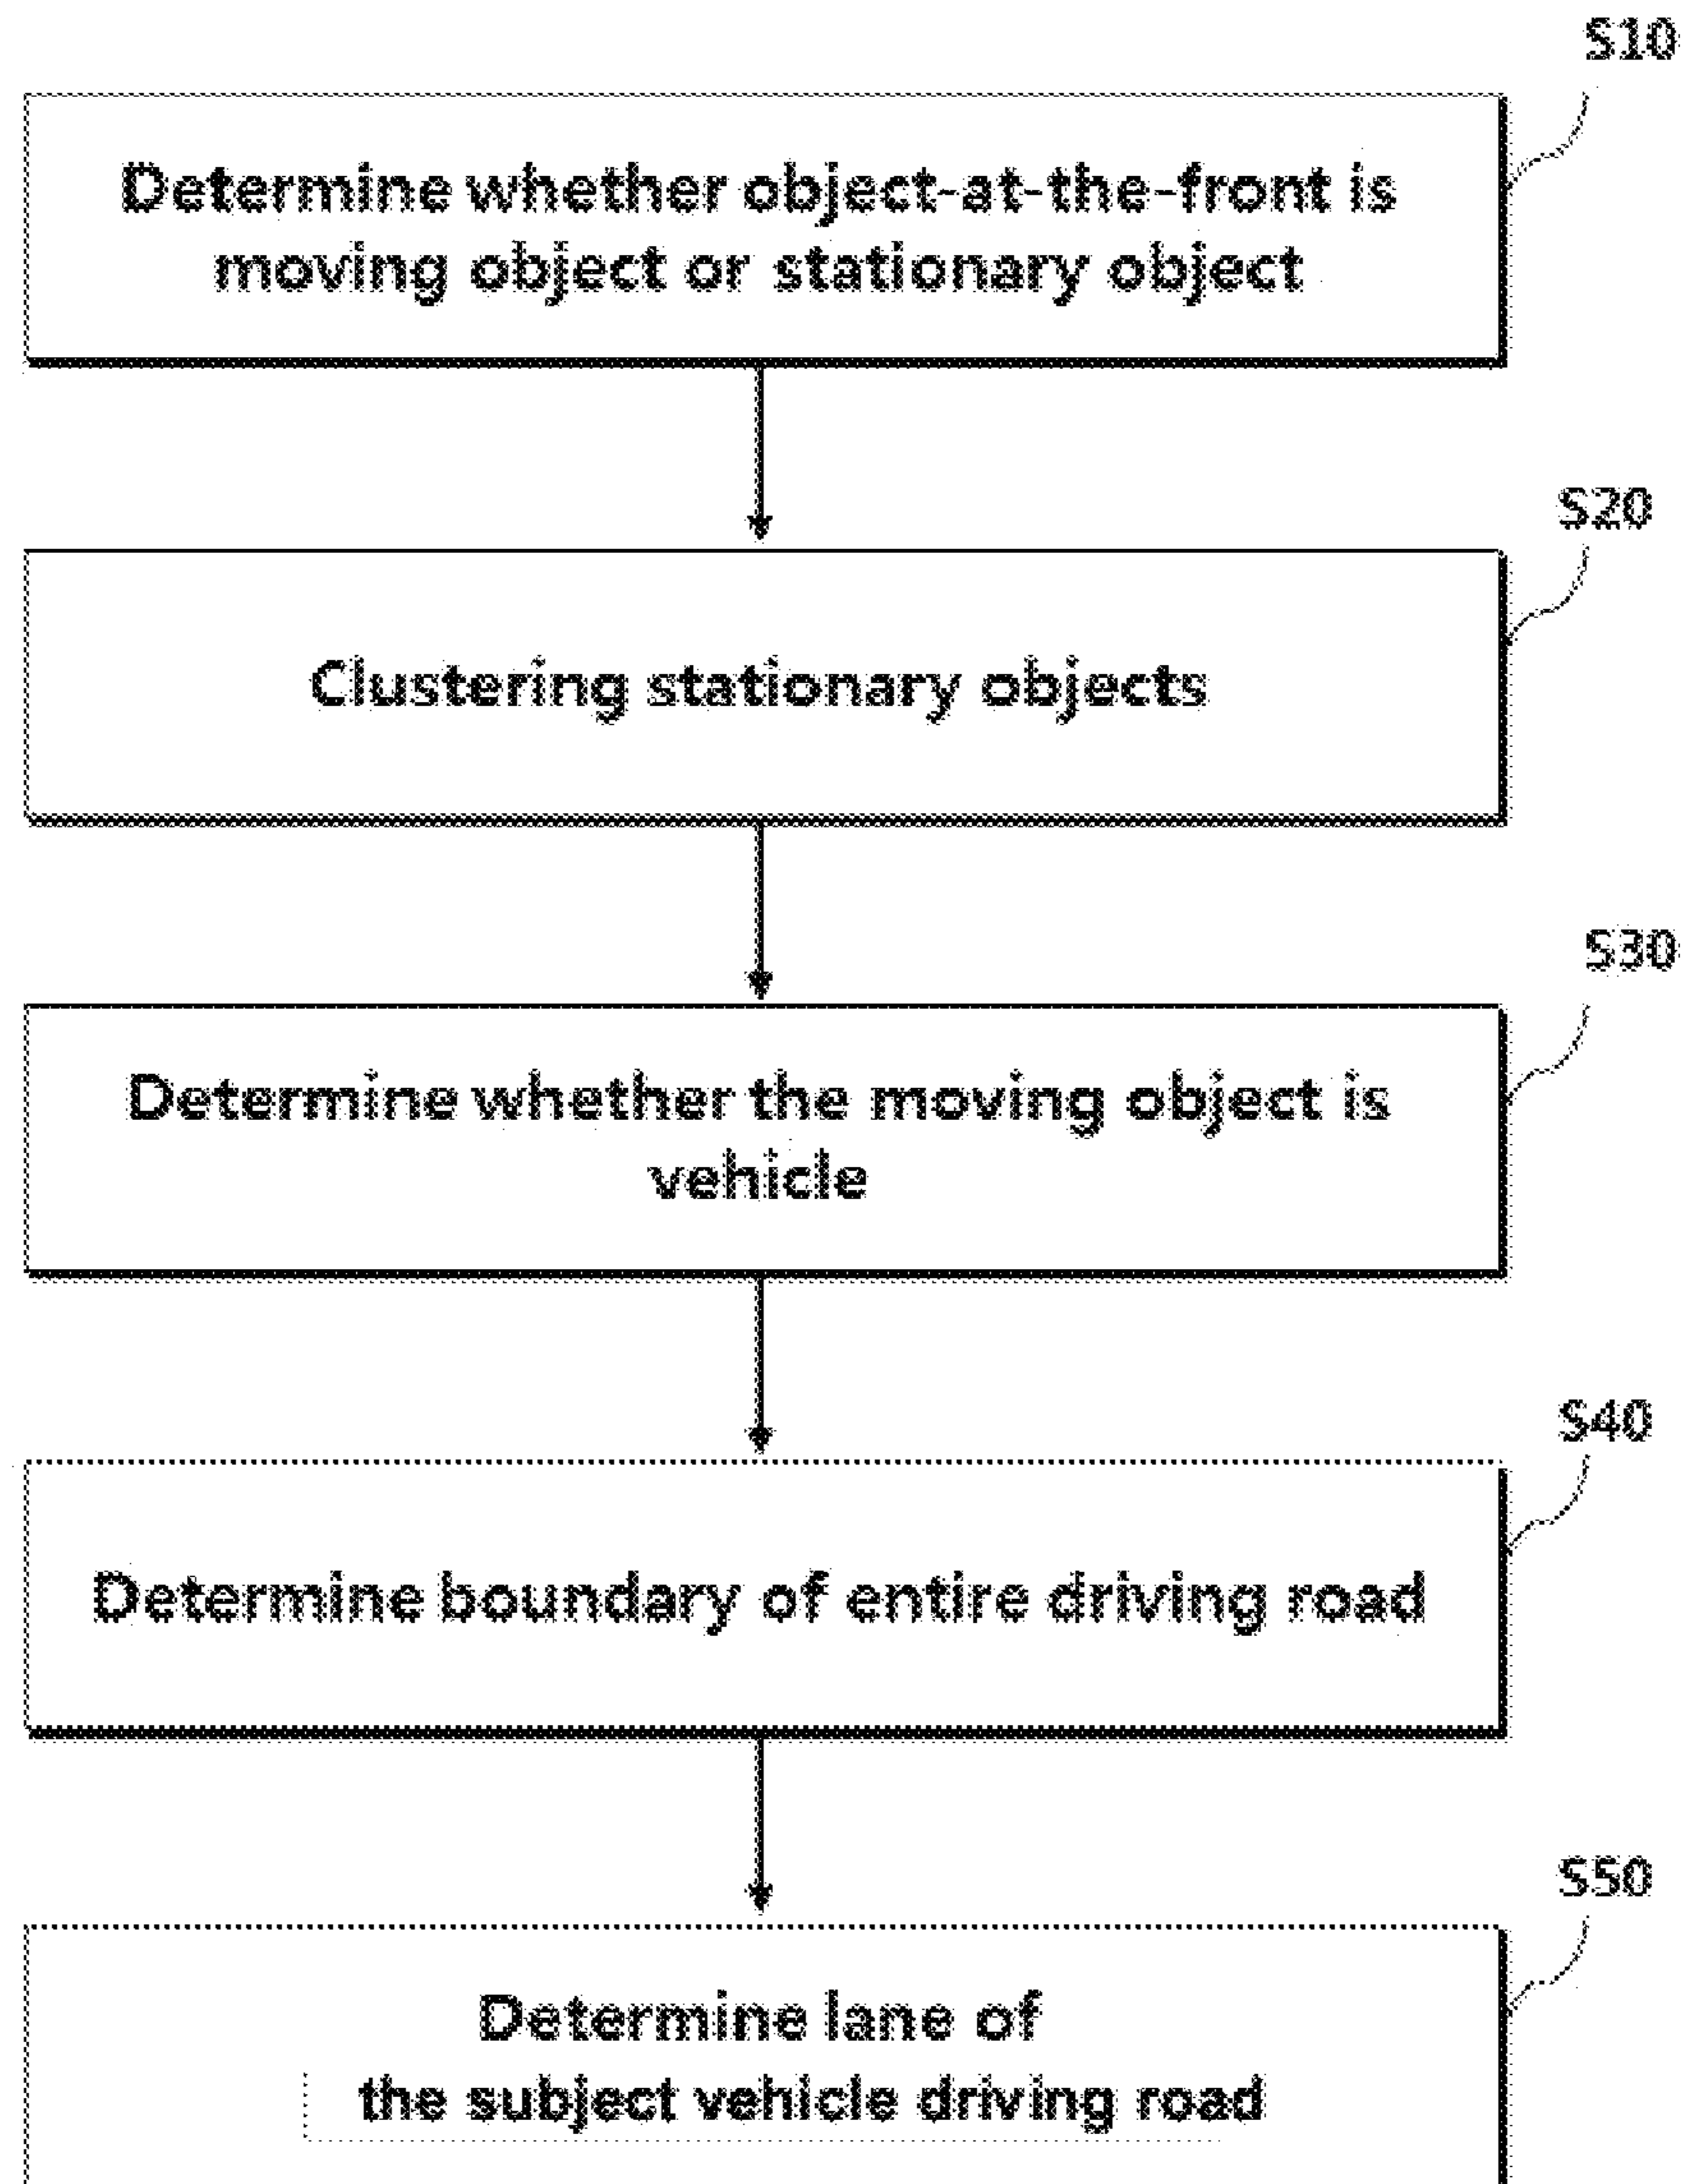 S10
Determine whether object-at-the-front is
moving object or stationary object
S20
Clustering stationary objects
S30
Determine whether the moving object is
vehicle
S40
Determine boundary of entire driving road
S50
Determine lane of
the subject vehicle driving road